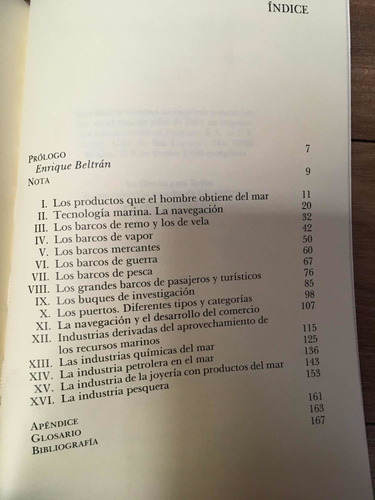 ÍNDICE
PRÓLOGO 7
Enrique Beltrán
NOTA 9
I. Los productos que el hombre obtiene del mar 11
II. Tecnología marina. La navegación 20
III. Los barcos de remo y los de vela 32
IV. Los barcos de vapor 42
V. Los barcos mercantes 50
VI. Los barcos de guerra 60
VII. Los barcos de pesca 67
VIII. Los grandes barcos de pasajeros y turísticos 76
IX. Los buques de investigación 85
X. Los puertos. Diferentes tipos y categorías 98
XI. La navegación y el desarrollo del comercio 107
XII. Industrias derivadas del aprovechamiento de
los recursos marinos 115
XIII. Las industrias químicas del mar 125
XIV. La industria petrolera en el mar 136
XV. La industria de la joyería con productos del mar 143
XVI. La industria pesquera 153
APÉNDICE 161
GLOSARIO 163
BIBLIOGRAFÍA 167